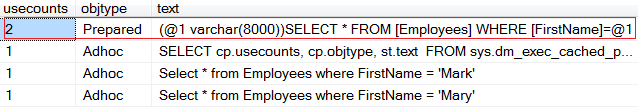 usecounts objtype text
2 Prepared (@1 varchar(8000))SELECT * FROM [Employees] WHERE [FirstName]=@1
1 Adhoc SELECT cp.usecounts, cp.objtype, st.text FROM sys.dm_exec_cached_p...
1 Adhoc Select * from Employees where FirstName = 'Mark'
1 Adhoc Select * from Employees where FirstName = 'Mary'